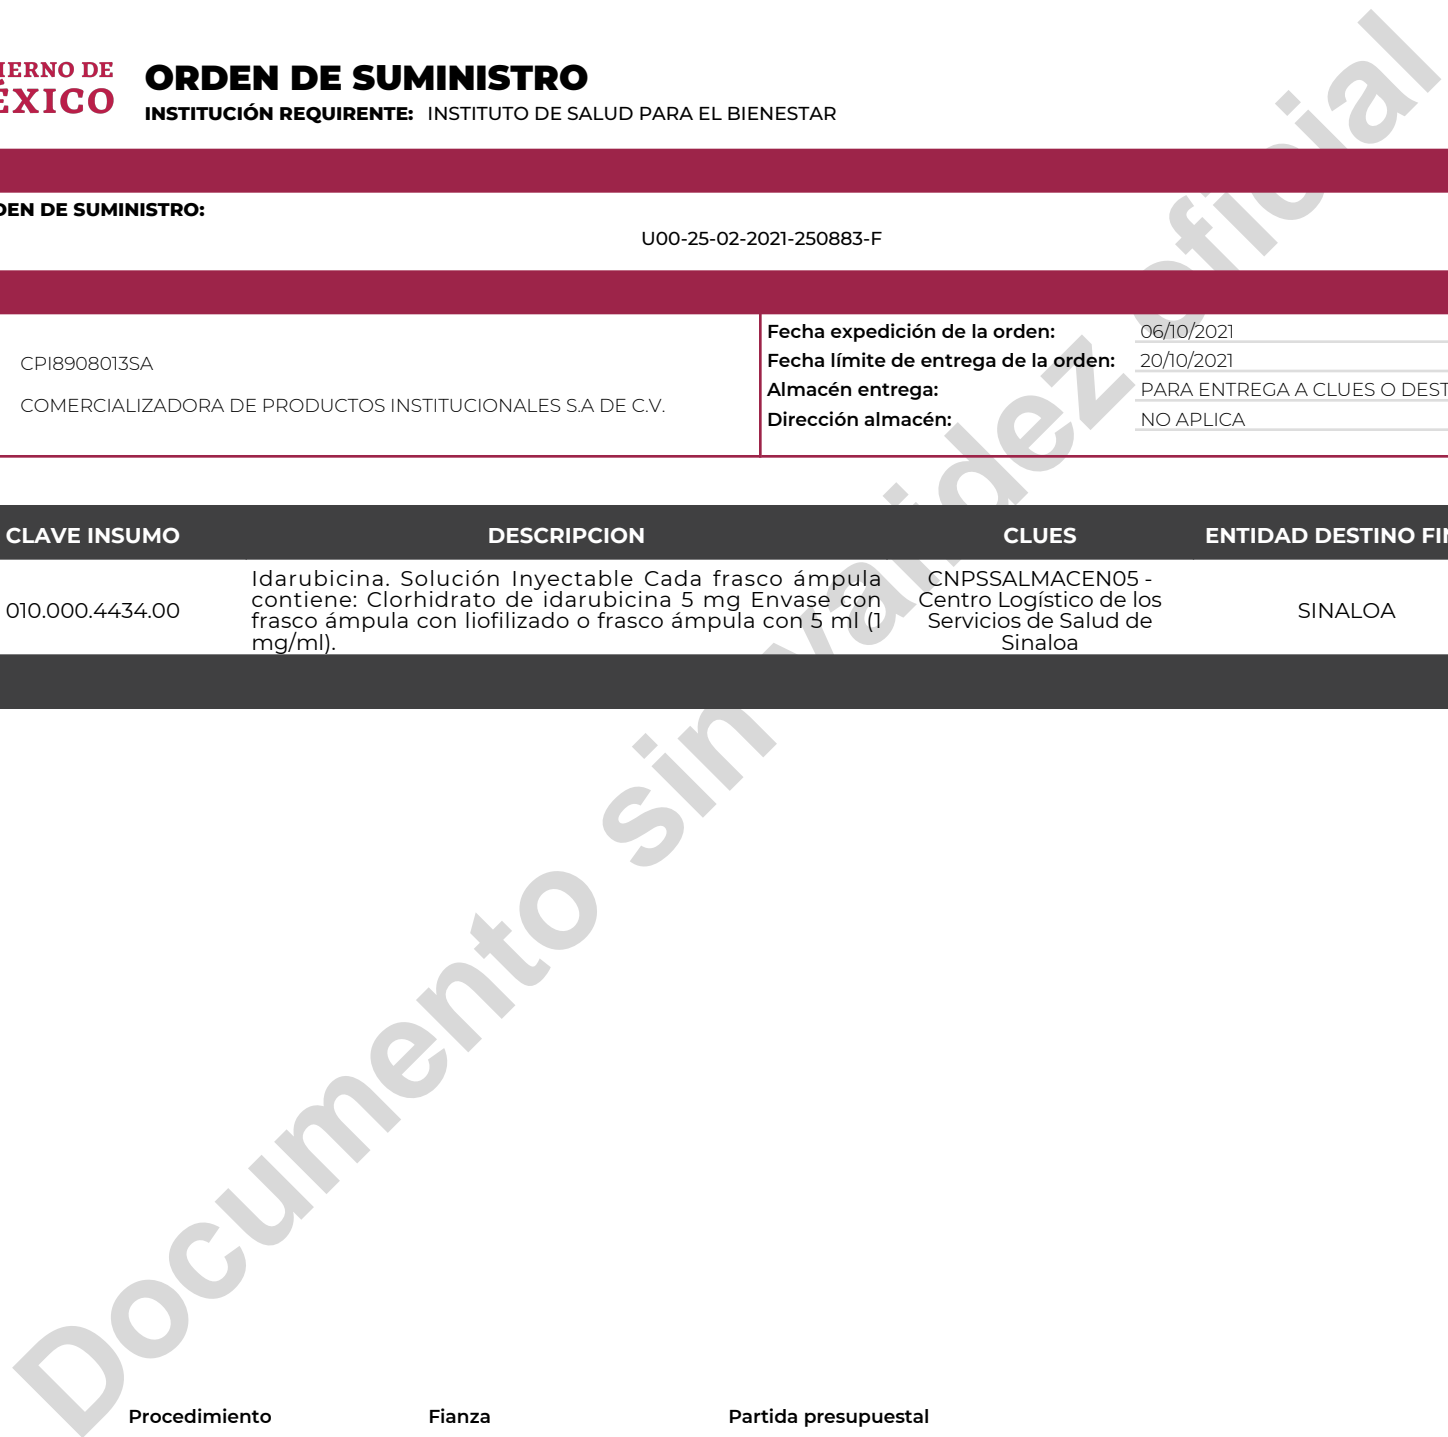 IERNO DE
ÉXICO
ORDEN DE SUMINISTRO
INSTITUCIÓN REQUIRENTE: INSTITUTO DE SALUD PARA EL BIENESTAR
DEN DE SUMINISTRO:
U00-25-02-2021-250883-F
CPI8908013SA
COMERCIALIZADORA DE PRODUCTOS INSTITUCIONALES S.A DE C.V.
Fecha expedición de la orden: 06/10/2021
Fecha límite de entrega de la orden: 20/10/2021
Almacén entrega: PARA ENTREGA A CLUES O DEST
Dirección almacén: NO APLICA
CLAVE INSUMO DESCRIPCION CLUES ENTIDAD DESTINO FIN
010.000.4434.00
Idarubicina. Solución Inyectable Cada frasco ámpula
contiene: Clorhidrato de idarubicina 5 mg Envase con
frasco ámpula con liofilizado o frasco ámpula con 5 ml (1
mg/ml).
CNPSSALMACEN05 -
Centro Logístico de los
Servicios de Salud de
Sinaloa
SINALOA
Documento sin validez oficial
Procedimiento Fianza Partida presupuestal